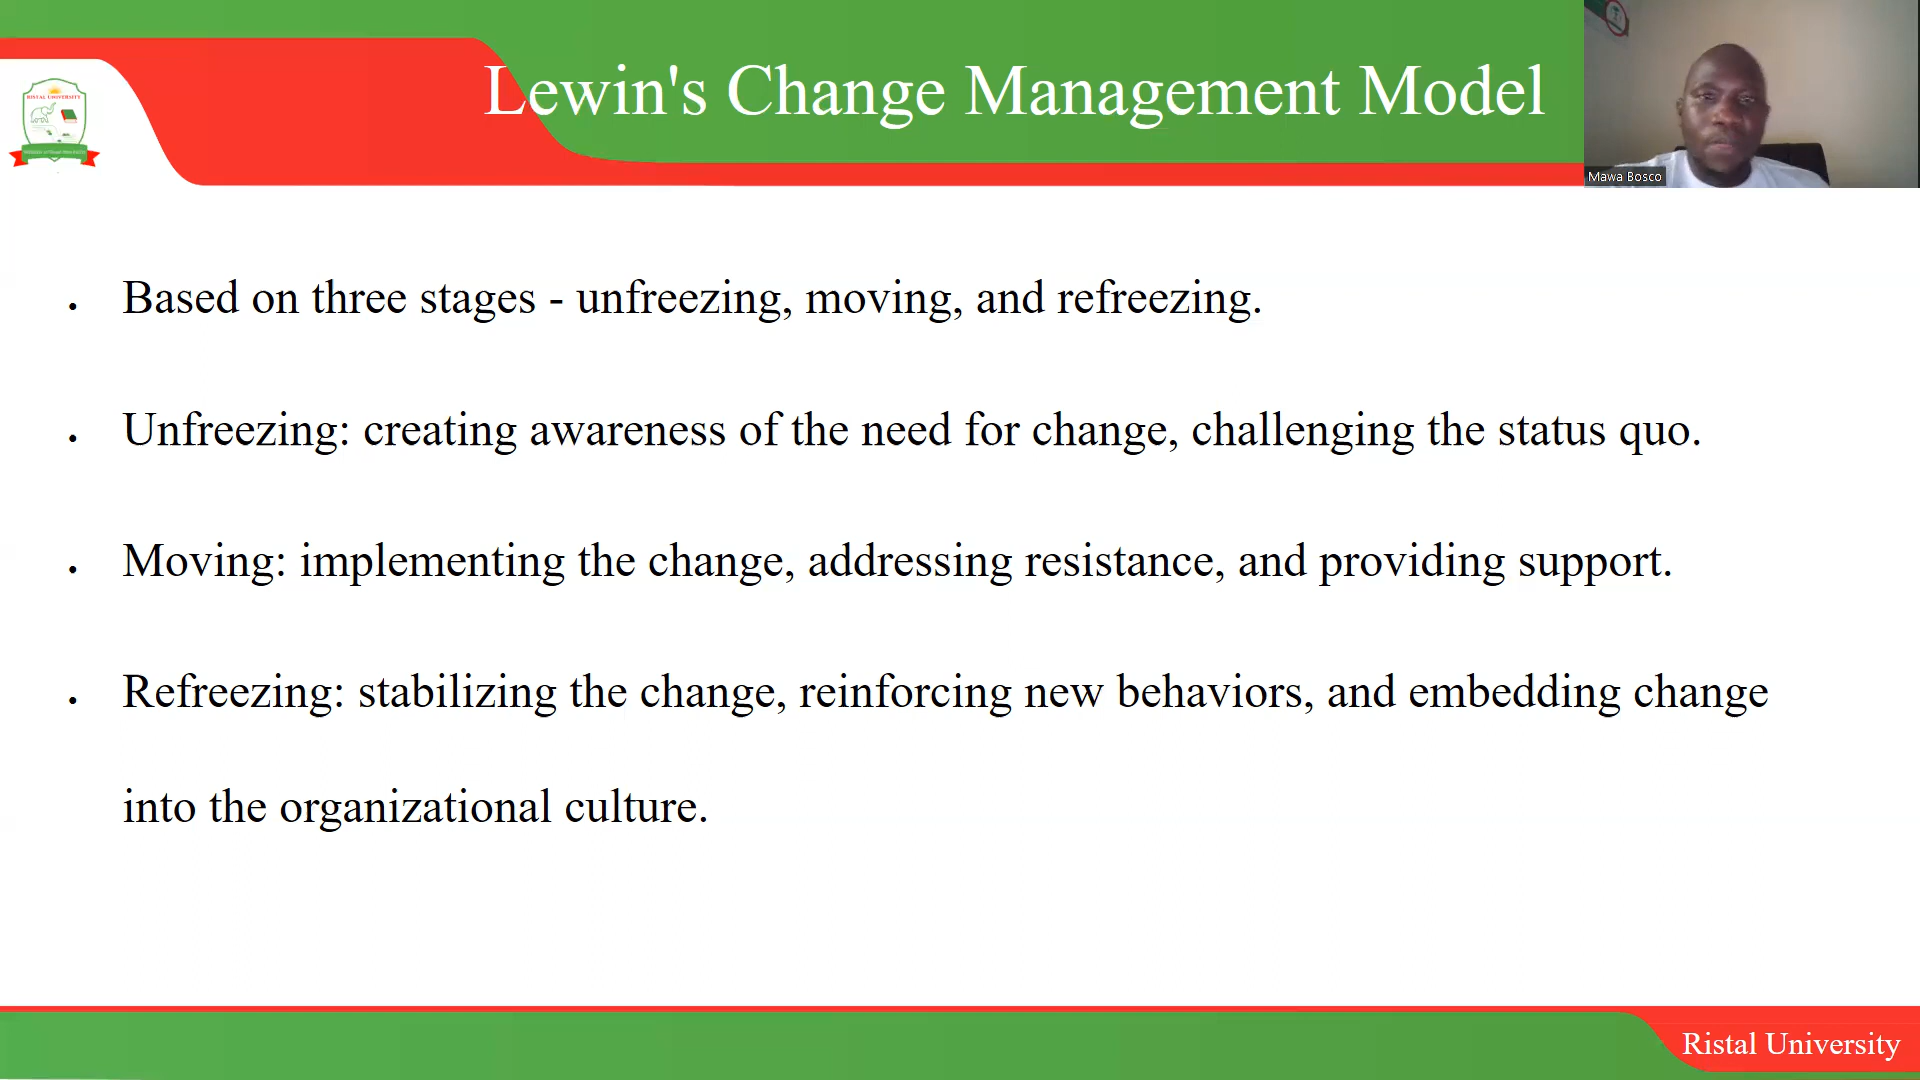 Lewin's Change Management Model
RISTAL UNIVERSITY
Mawa Bosco
• Based on three stages - unfreezing, moving, and refreezing.
• Unfreezing: creating awareness of the need for change, challenging the status quo.
• Moving: implementing the change, addressing resistance, and providing support.
• Refreezing: stabilizing the change, reinforcing new behaviors, and embedding change
into the organizational culture.
Ristal University